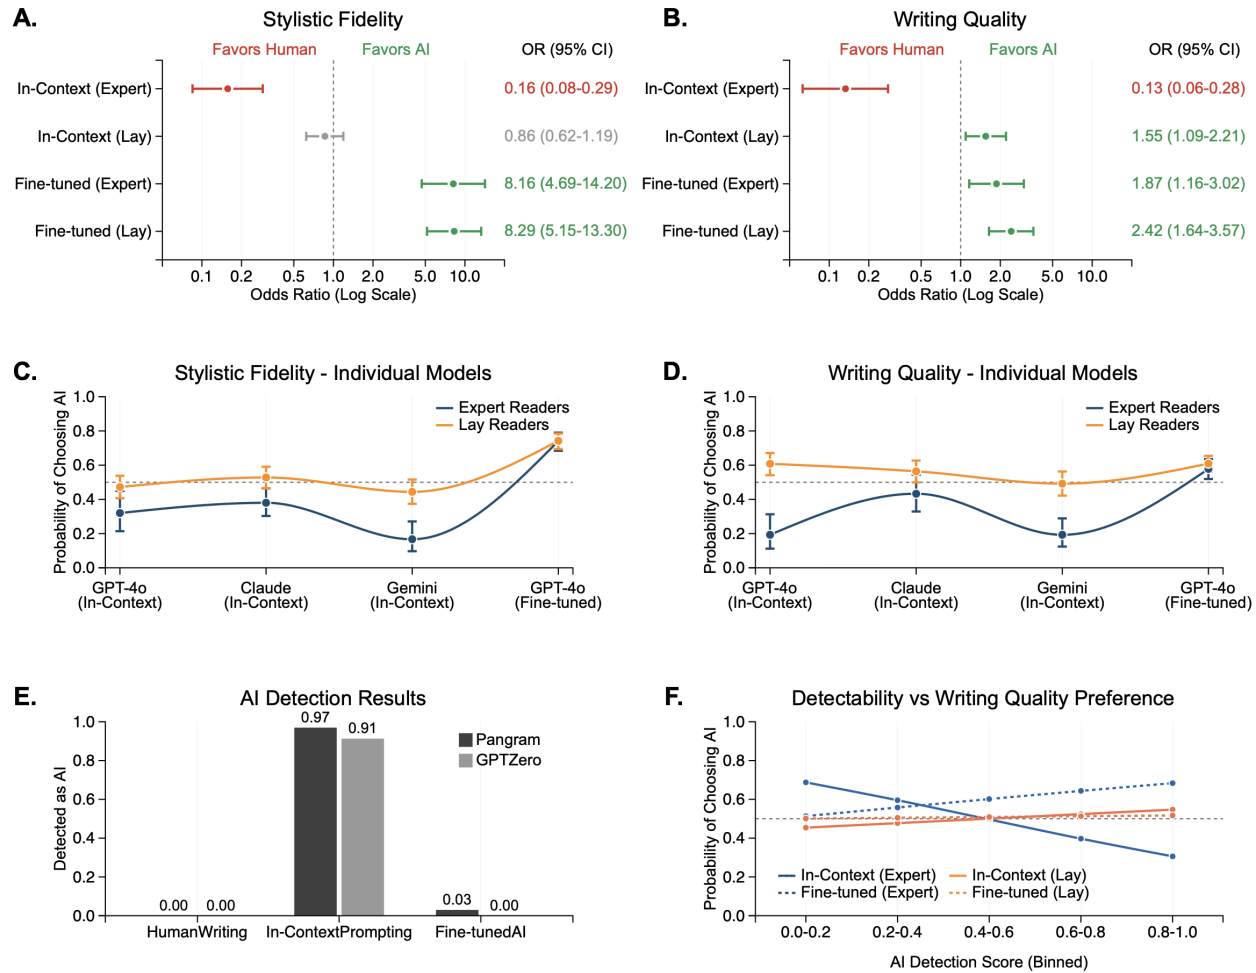 A.
Stylistic Fidelity
Favors Human
Favors AI
OR (95% CI)
In-Context (Expert)
0.16 (0.08-0.29)
In-Context (Lay)
0.86 (0.62-1.19)
Fine-tuned (Expert)
8.16 (4.69-14.20)
Fine-tuned (Lay)
8.29 (5.15-13.30)
0.1 0.2 0.5 1.0 2.0 5.0 10.0
Odds Ratio (Log Scale)
B.
Writing Quality
Favors Human
Favors AI
OR (95% CI)
In-Context (Expert)
0.13 (0.06-0.28)
In-Context (Lay)
1.55 (1.09-2.21)
Fine-tuned (Expert)
1.87 (1.16-3.02)
Fine-tuned (Lay)
2.42 (1.64-3.57)
0.1 0.2 0.5 1.0 2.0 5.0 10.0
Odds Ratio (Log Scale)
C.
Stylistic Fidelity - Individual Models
Probability of Choosing AI
1.0
0.8
0.6
0.4
0.2
0.0
Expert Readers
Lay Readers
GPT-4o
(In-Context)
Claude
(In-Context)
Gemini
(In-Context)
GPT-4o
(Fine-tuned)
D.
Writing Quality - Individual Models
Probability of Choosing AI
1.0
0.8
0.6
0.4
0.2
0.0
Expert Readers
Lay Readers
GPT-4o
(In-Context)
Claude
(In-Context)
Gemini
(In-Context)
GPT-4o
(Fine-tuned)
E.
AI Detection Results
Detected as AI
1.0
0.8
0.6
0.4
0.2
0.0
0.00 0.00
0.97
0.91
0.03 0.00
Pangram
GPTZero
HumanWriting
In-ContextPrompting
Fine-tunedAI
F.
Detectability vs Writing Quality Preference
Probability of Choosing AI
1.0
0.8
0.6
0.4
0.2
0.0
In-Context (Expert)
In-Context (Lay)
Fine-tuned (Expert)
Fine-tuned (Lay)
0.0-0.2 0.2-0.4 0.4-0.6 0.6-0.8 0.8-1.0
AI Detection Score (Binned)